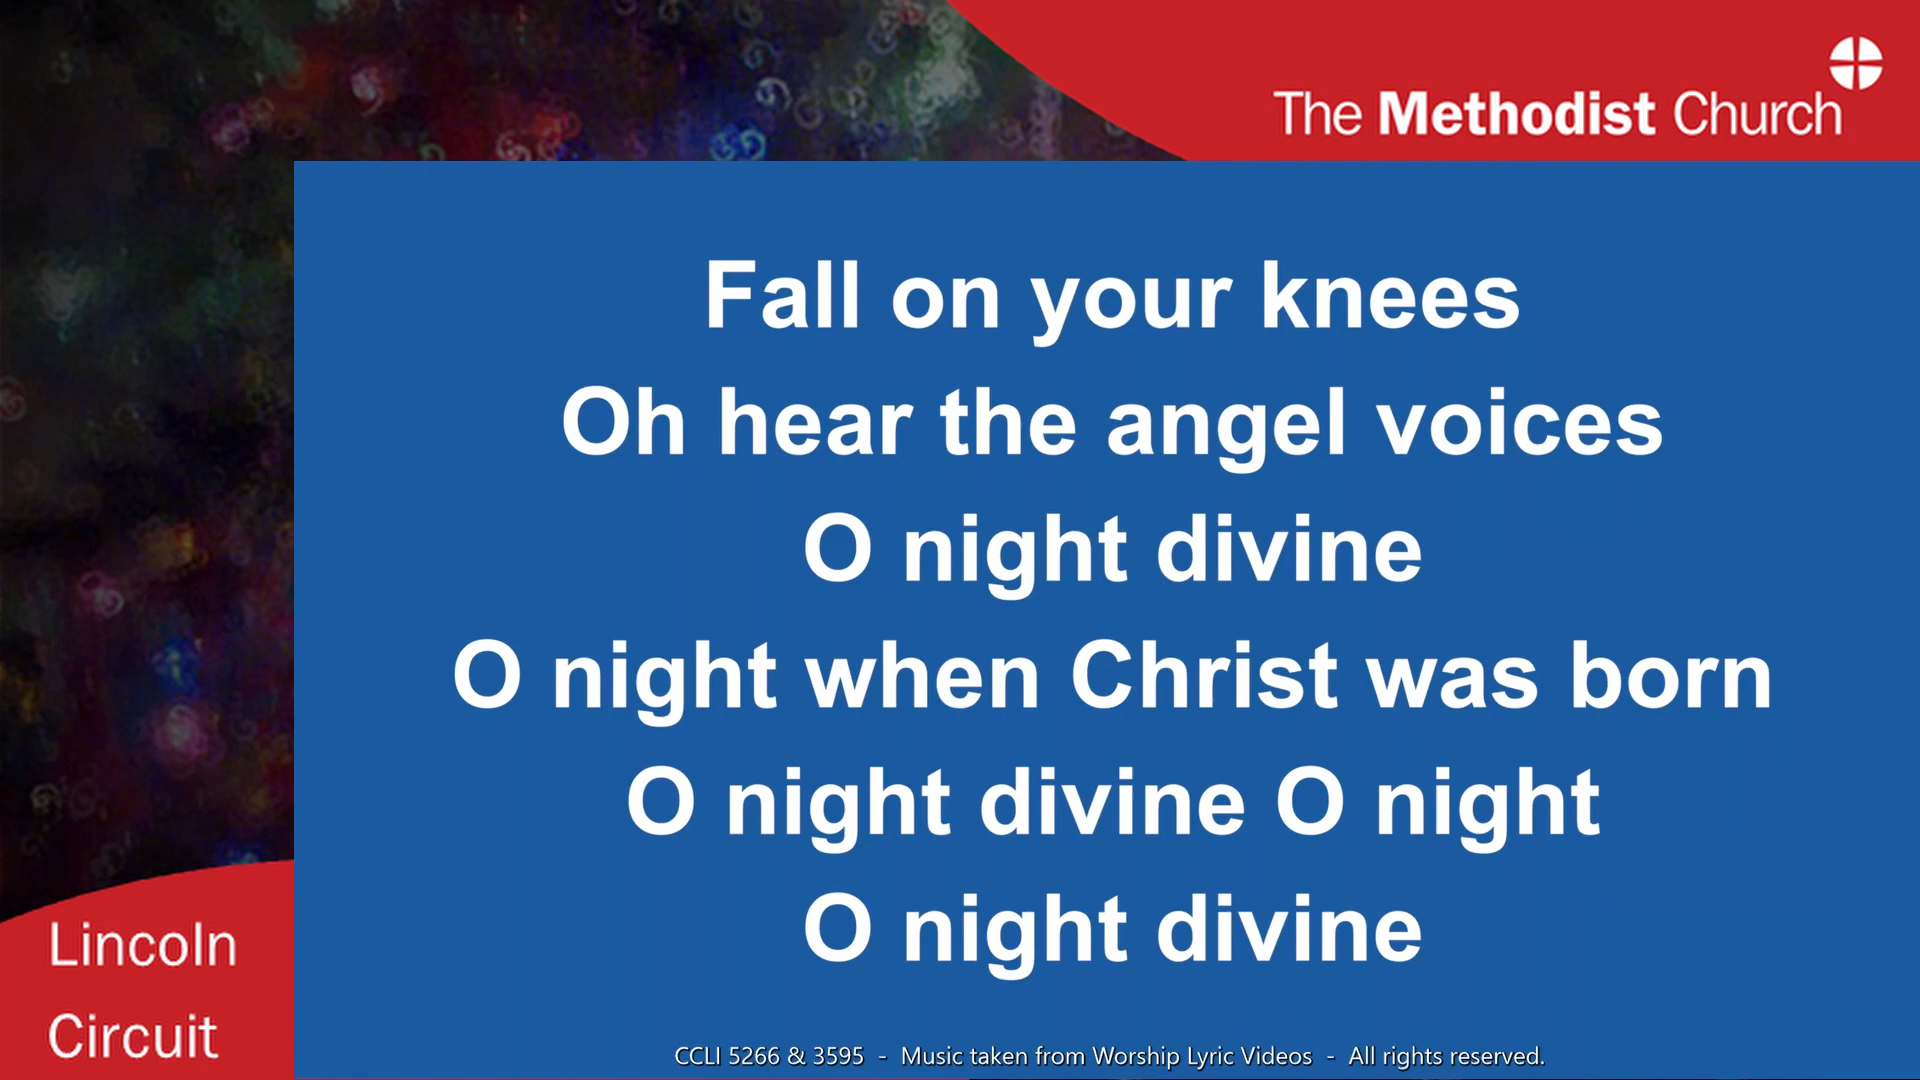 The Methodist Church
Fall on your knees
Oh hear the angel voices
O night divine
O night when Christ was born
O night divine O night
O night divine
Lincoln
Circuit
CCLI 5266 & 3595 - Music taken from Worship Lyric Videos - All rights reserved.